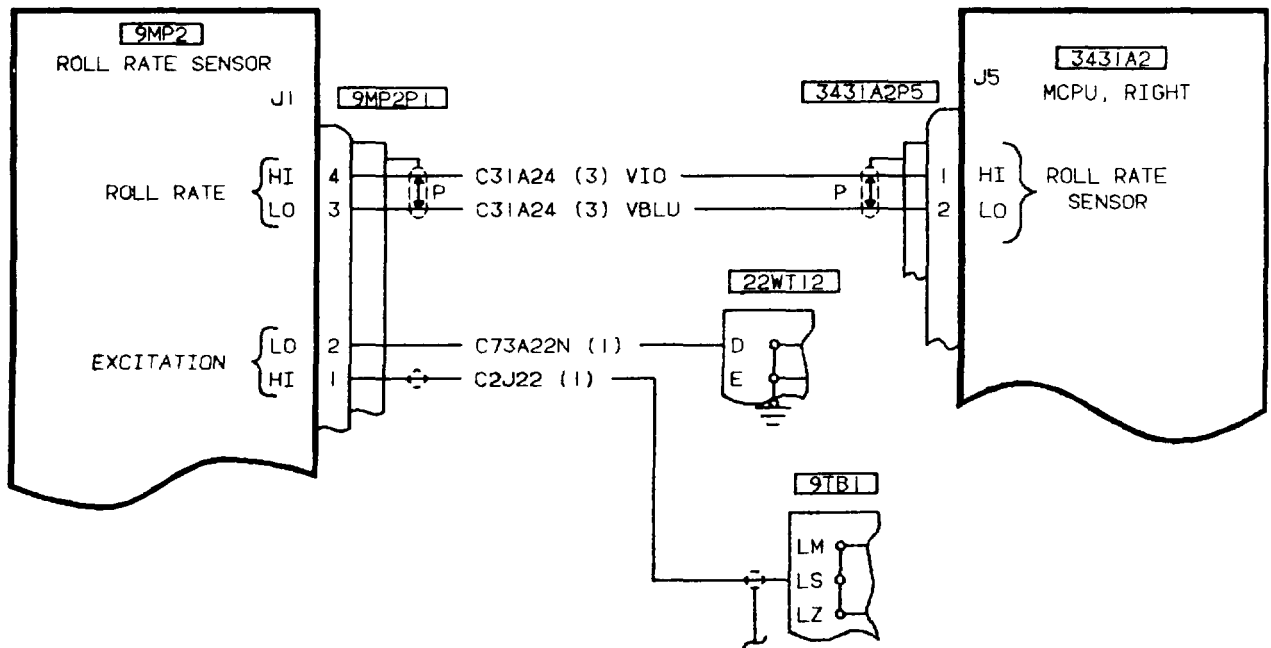 9MP2
ROLL RATE SENSOR
J1
9MP2P1
ROLL RATE
HI 4
LO 3
EXCITATION
LO 2
HI 1
P
C31A24 (3) VIO
C31A24 (3) VBLU
C73A22N (1)
C2J22 (1)
P
3431A2P5
3431A2
J5
MCPU, RIGHT
1 HI
2 LO
ROLL RATE
SENSOR
22WT12
D
E
9TB1
LM
LS
LZ